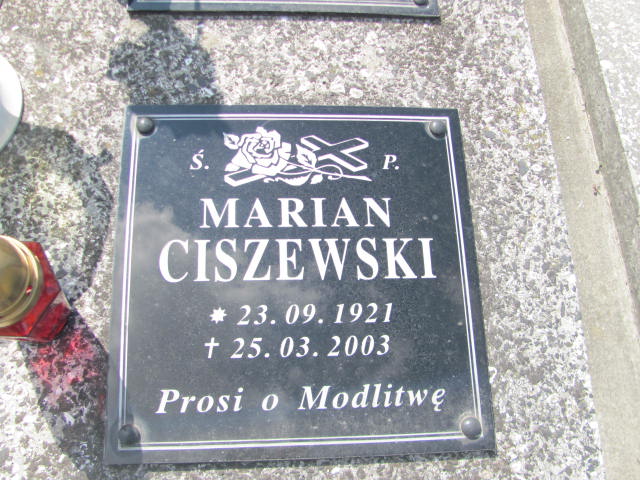 Ś. P.
MARIAN
CISZEWSKI
* 23.09.1921
† 25.03.2003
Prosi o Modlitwę